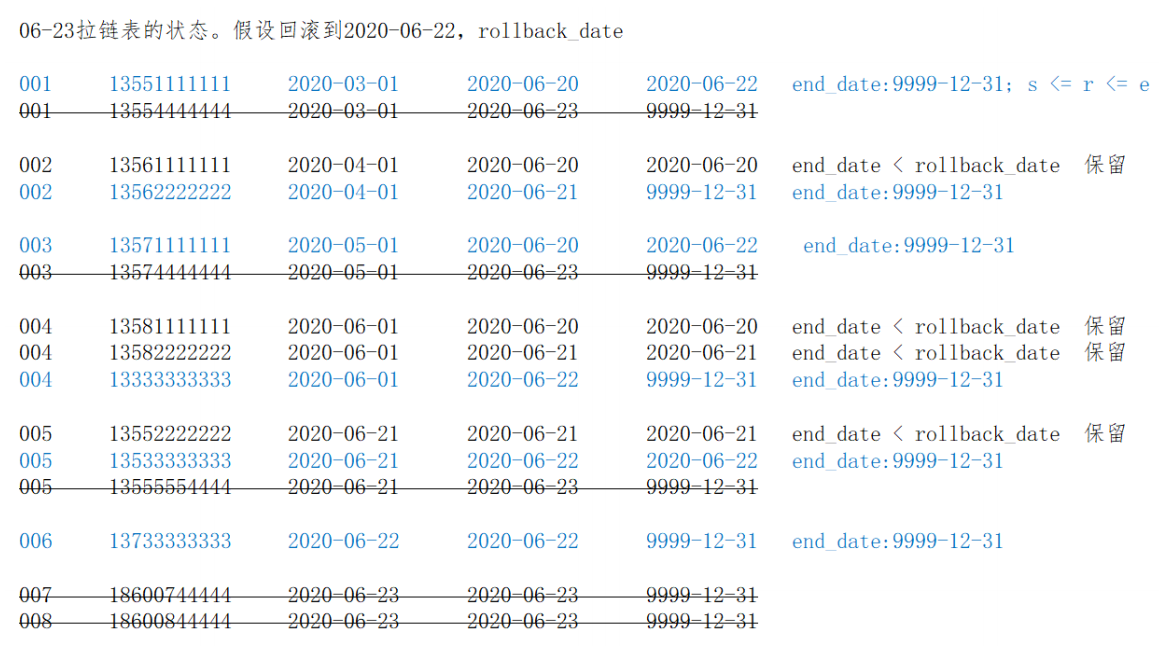 06-23拉链表的状态。假设回滚到2020-06-22，rollback_date
001 13551111111 2020-03-01 2020-06-20 2020-06-22 end_date:9999-12-31; s <= r <= e
001 13554444444 2020-03-01 2020-06-23 9999-12-31
002 13561111111 2020-04-01 2020-06-20 2020-06-20 end_date < rollback_date 保留
002 13562222222 2020-04-01 2020-06-21 9999-12-31 end_date:9999-12-31
003 13571111111 2020-05-01 2020-06-20 2020-06-22 end_date:9999-12-31
003 13574444444 2020-05-01 2020-06-23 9999-12-31
004 13581111111 2020-06-01 2020-06-20 2020-06-20 end_date < rollback_date 保留
004 13582222222 2020-06-01 2020-06-21 2020-06-21 end_date < rollback_date 保留
004 13333333333 2020-06-01 2020-06-22 9999-12-31 end_date:9999-12-31
005 13552222222 2020-06-21 2020-06-21 2020-06-21 end_date < rollback_date 保留
005 13533333333 2020-06-21 2020-06-22 2020-06-22 end_date:9999-12-31
005 13555554444 2020-06-21 2020-06-23 9999-12-31
006 13733333333 2020-06-22 2020-06-22 9999-12-31 end_date:9999-12-31
007 18600744444 2020-06-23 2020-06-23 9999-12-31
008 18600844444 2020-06-23 2020-06-23 9999-12-31